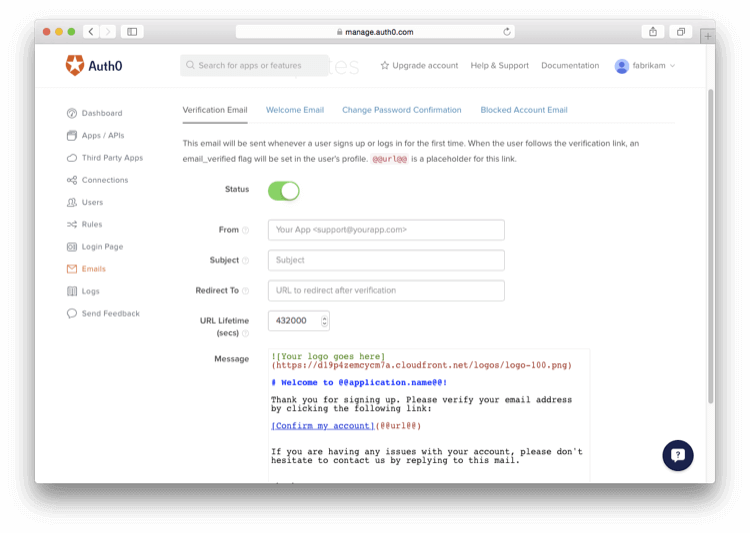 manage.auth0.com
Auth0
Search for apps or features
Upgrade account
Help & Support
Documentation
fabrikam
Dashboard
Apps / APIs
Third Party Apps
Connections
Users
Rules
Login Page
Emails
Logs
Send Feedback
Verification Email
Welcome Email
Change Password Confirmation
Blocked Account Email
This email will be sent whenever a user signs up or logs in for the first time. When the user follows the verification link, an
email_verified flag will be set in the user's profile. @@url@@ is a placeholder for this link.
Status
From
Your App <support@yourapp.com>
Subject
Subject
Redirect To
URL to redirect after verification
URL Lifetime
(secs)
432000
Message
![Your logo goes here]
(https://d19p4zemcycm7a.cloudfront.net/logos/logo-100.png)
# Welcome to @@application.name@@!
Thank you for signing up. Please verify your email address
by clicking the following link:
[Confirm my account](@@url@@)
If you are having any issues with your account, please don't
hesitate to contact us by replying to this mail.